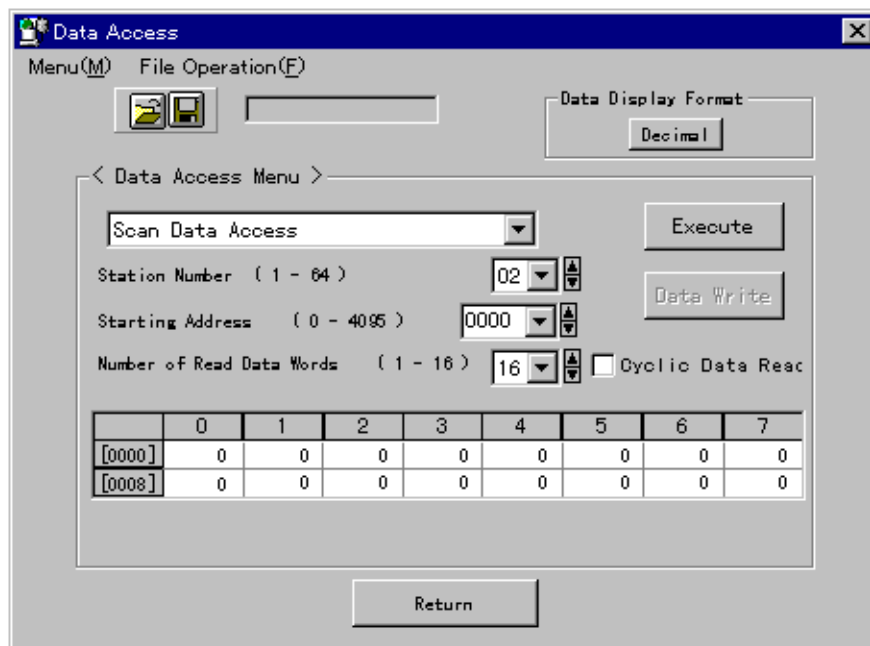 Data Access
Menu(M) File Operation(F)
Data Display Format
Decimal
< Data Access Menu >
Scan Data Access
Execute
Station Number ( 1 - 64 ) 02
Data Write
Starting Address ( 0 - 4095 ) 0000
Number of Read Data Words ( 1 - 16 ) 16 Cyclic Data Read
0 1 2 3 4 5 6 7
[0000] 0 0 0 0 0 0 0 0
[0008] 0 0 0 0 0 0 0 0
Return